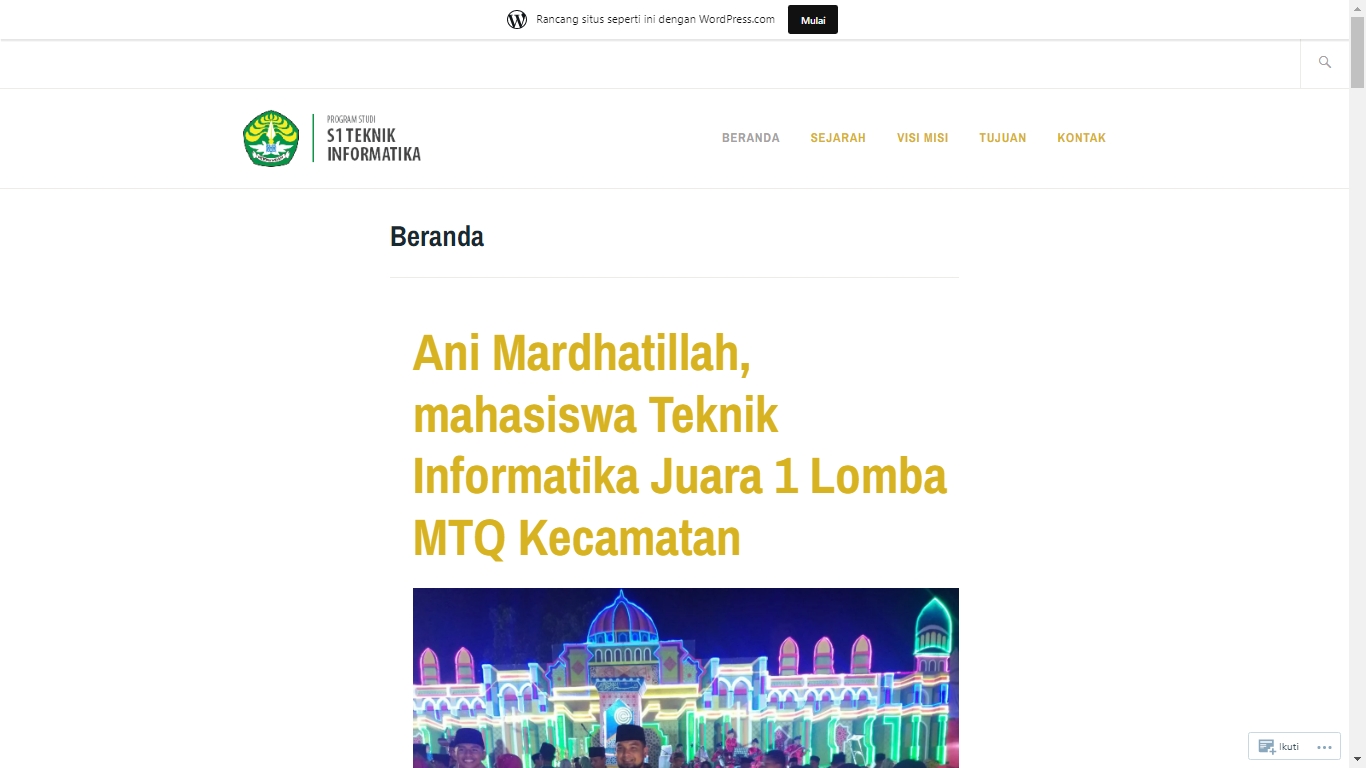 Rancang situs seperti ini dengan WordPress.com
Mulai
PROGRAM STUDI
S1 TEKNIK
INFORMATIKA
BERANDA
SEJARAH
VISI MISI
TUJUAN
KONTAK
Beranda
Ani Mardhatillah,
mahasiswa Teknik
Informatika Juara 1 Lomba
MTQ Kecamatan
Ikuti